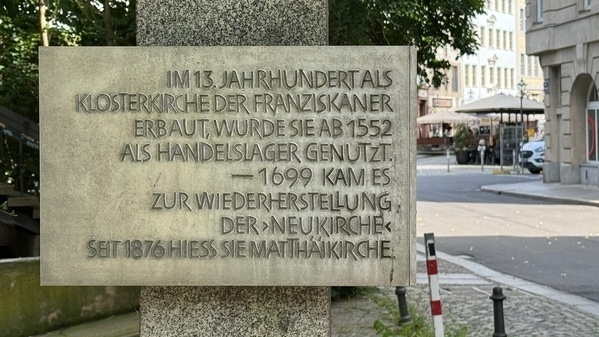 IM 13. JAHRHUNDERT ALS
KLOSTERKIRCHE DER FRANZISKANER
ERBAUT, WURDE SIE AB 1552
ALS HANDELSLAGER GENUTZT.
— 1699 KAM ES
ZUR WIEDERHERSTELLUNG
DER ›NEUKIRCHE‹
SEIT 1876 HIESS SIE MATTHÄIKIRCHE.